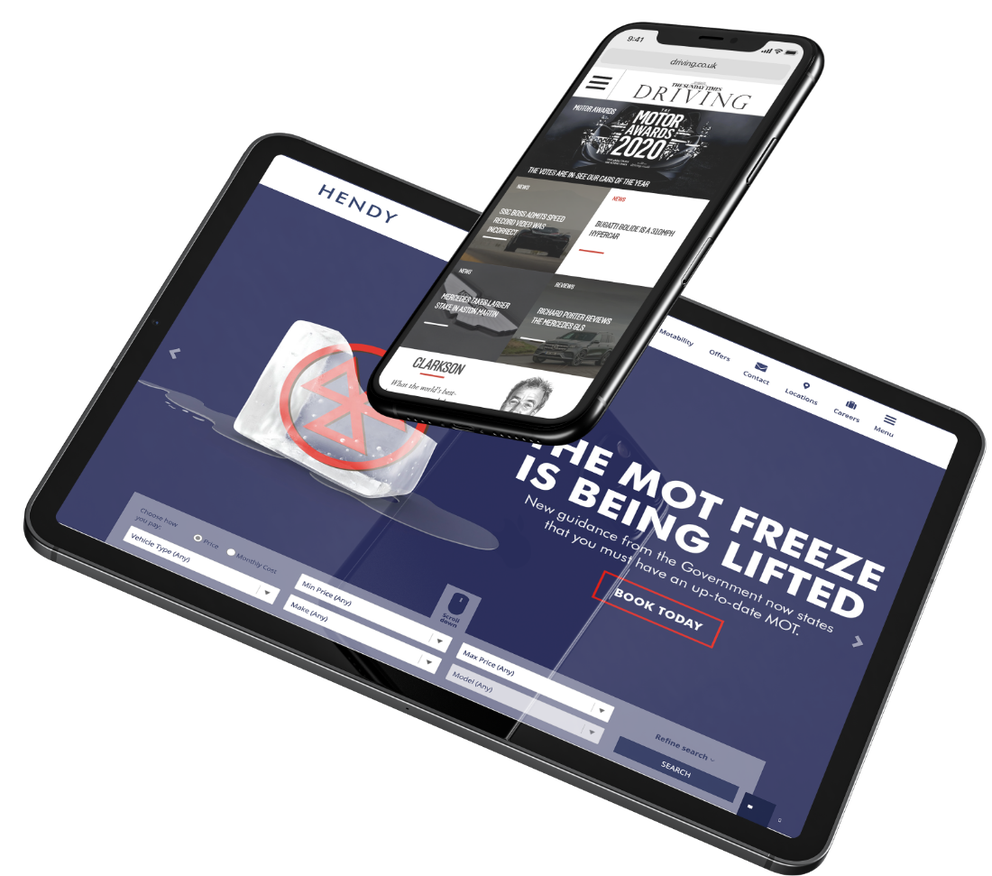 9:41
driving.co.uk
THE SUNDAY TIMES
DRIVING
MOTOR AWARDS
THE
MOTOR
AWARDS
2020
THE VOTES ARE IN: SEE OUR CARS OF THE YEAR
NEWS
SSC BOSS ADMITS SPEED
RECORD VIDEO WAS
INCORRECT
NEWS
BUGATTI BOLIDE IS A 310MPH
HYPERCAR
NEWS
MERCEDES TAKES LARGER
STAKE IN ASTON MARTIN
REVIEWS
RICHARD PORTER REVIEWS
THE MERCEDES GLS
CLARKSON
What the world's best-
HENDY
Motability
Offers
Contact
Locations
Careers
Menu
THE MOT FREEZE
IS BEING LIFTED
New guidance from the Government now states
that you must have an up-to-date MOT.
BOOK TODAY
Choose how
you pay:
Price
Monthly Cost
Vehicle Type (Any)
Min Price (Any)
Max Price (Any)
Make (Any)
Model (Any)
Scroll
down
Refine search
SEARCH